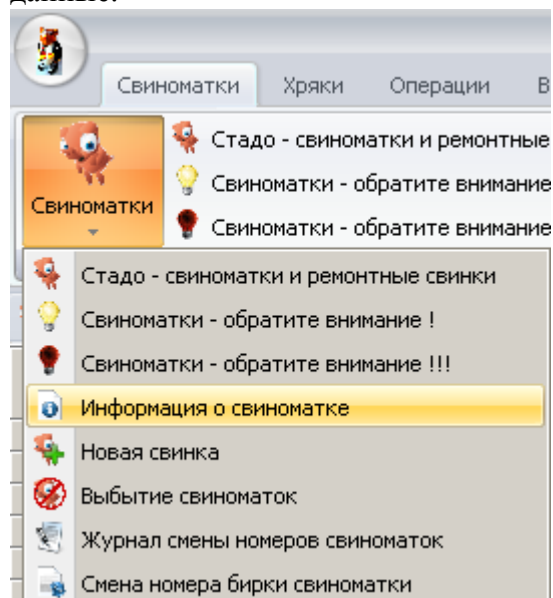 данные.
Свиноматки Хряки Операции В
Стадо - свиноматки и ремонтные
Свиноматки - обратите внимание
Свиноматки
Свиноматки - обратите внимание
Стадо - свиноматки и ремонтные свинки
Свиноматки - обратите внимание !
Свиноматки - обратите внимание !!!
Информация о свиноматке
Новая свинка
Выбытие свиноматок
Журнал смены номеров свиноматок
Смена номера бирки свиноматки